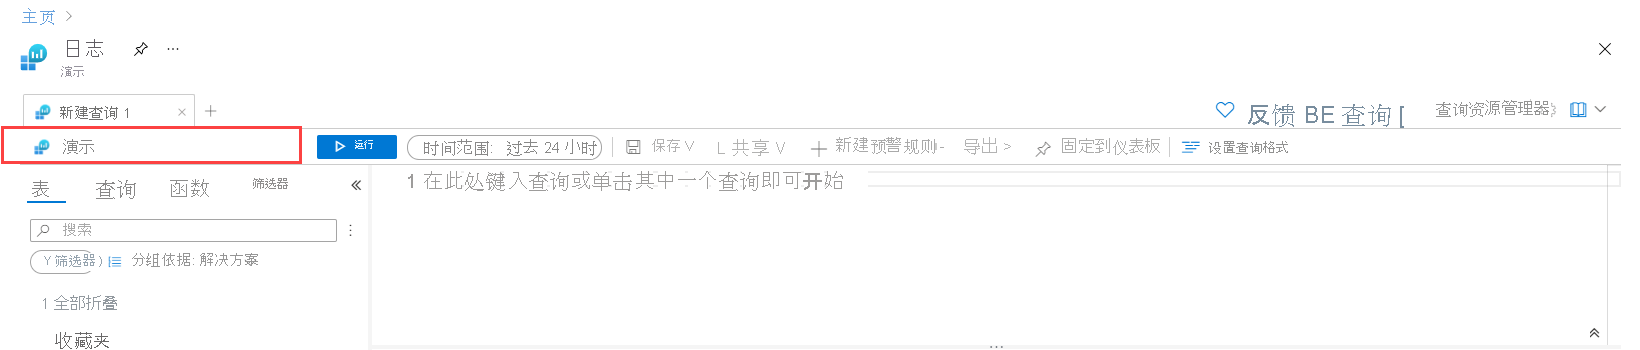 主页 >
日志 ...
演示
新建查询 1 × +
反馈 BE 查询 [ 查询资源管理器
演示 运行 时间范围: 过去 24 小时 保存 V L 共享 V 新建预警规则- 导出 > 固定到仪表板 设置查询格式
表 查询 函数 筛选器 «
1 在此处键入查询或单击其中一个查询即可开始
搜索
Y 筛选器) 分组依据: 解决方案
1 全部折叠
收藏夹